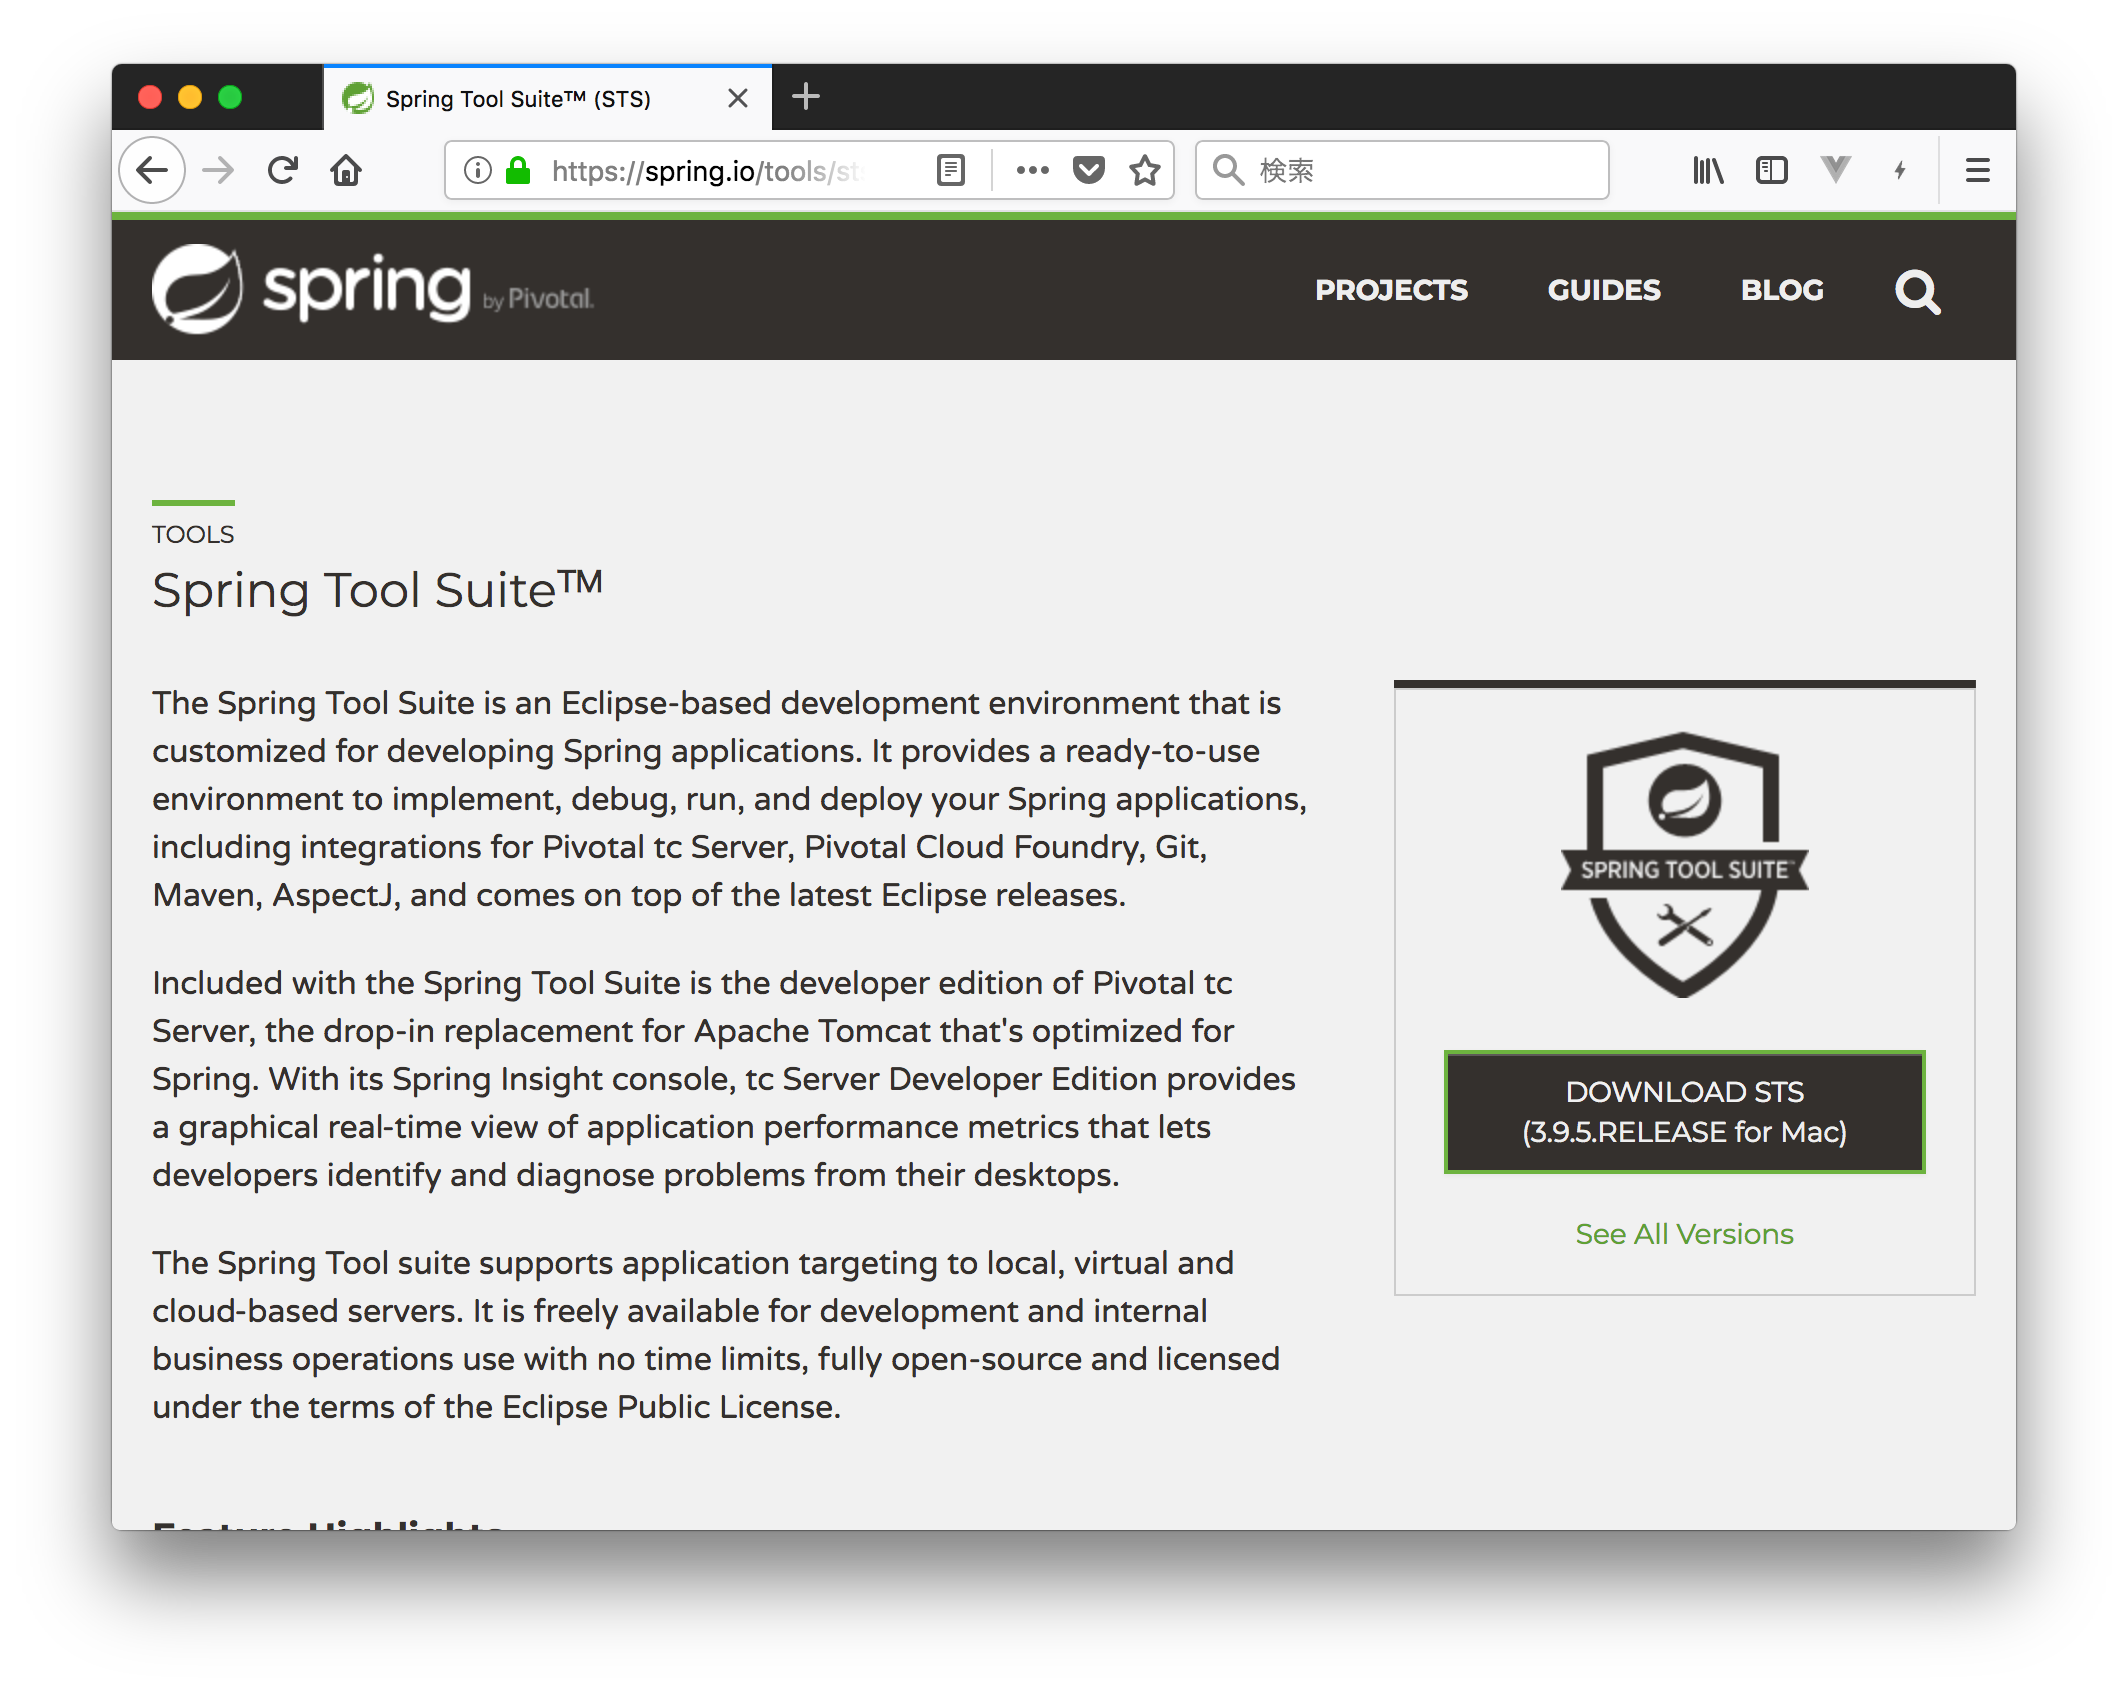 Spring Tool Suite™ (STS)
https://spring.io/tools/st
検索
spring by Pivotal.
PROJECTS
GUIDES
BLOG
TOOLS
Spring Tool Suite™
The Spring Tool Suite is an Eclipse-based development environment that is
customized for developing Spring applications. It provides a ready-to-use
environment to implement, debug, run, and deploy your Spring applications,
including integrations for Pivotal tc Server, Pivotal Cloud Foundry, Git,
Maven, AspectJ, and comes on top of the latest Eclipse releases.
Included with the Spring Tool Suite is the developer edition of Pivotal tc
Server, the drop-in replacement for Apache Tomcat that's optimized for
Spring. With its Spring Insight console, tc Server Developer Edition provides
a graphical real-time view of application performance metrics that lets
developers identify and diagnose problems from their desktops.
The Spring Tool suite supports application targeting to local, virtual and
cloud-based servers. It is freely available for development and internal
business operations use with no time limits, fully open-source and licensed
under the terms of the Eclipse Public License.
SPRING TOOL SUITE™
DOWNLOAD STS
(3.9.5.RELEASE for Mac)
See All Versions
Feature Highlights